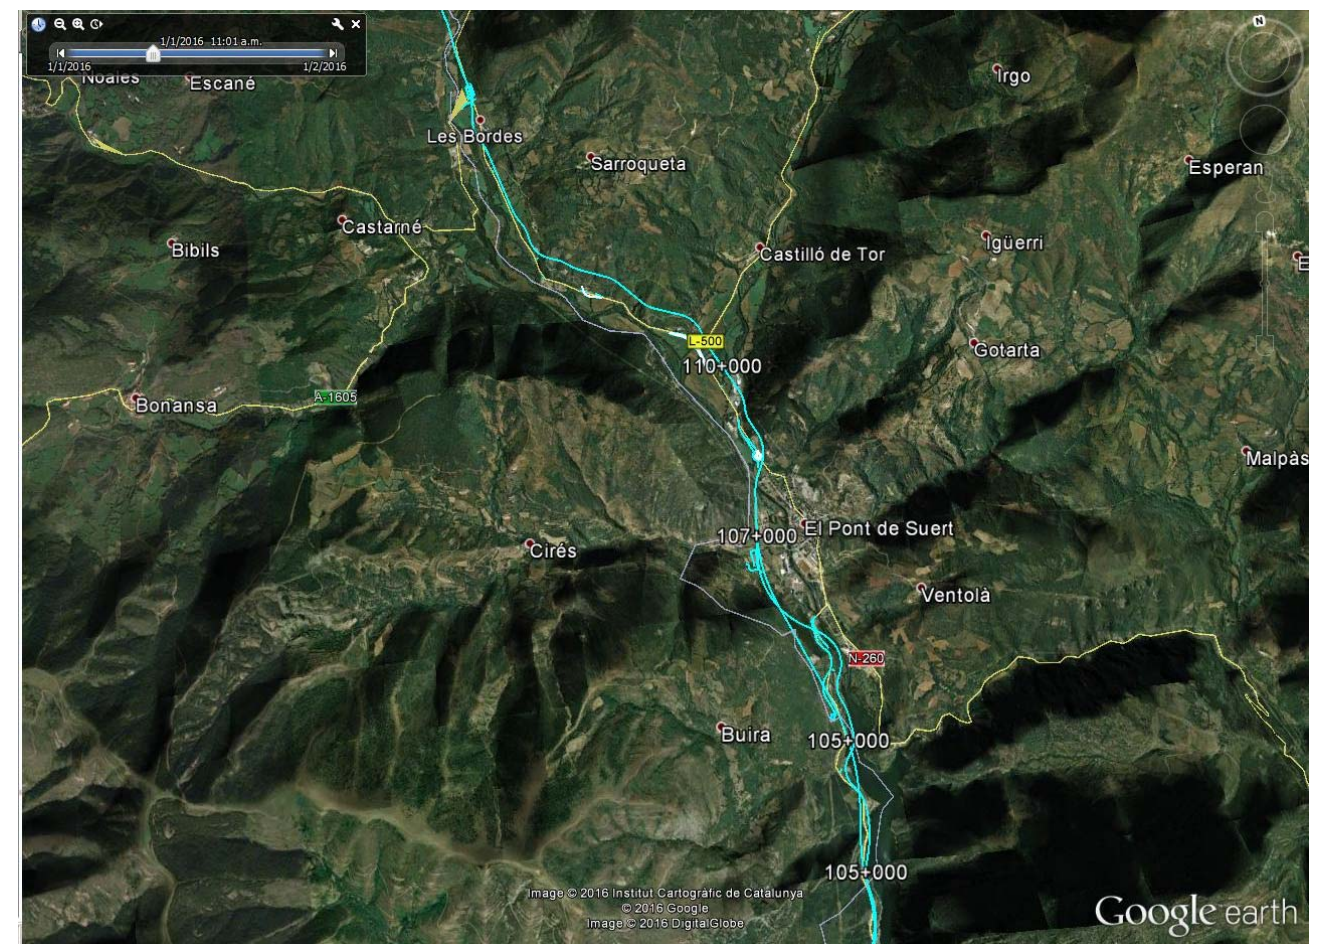 N
1/1/2016 11:01 a.m.
1/1/2016
1/2/2016
Noales
Escané
Irgo
Les Bordes
Sarroqueta
Esperan
Castarné
Bibils
Castilló de Tor
Igüerri
E
L-500
110+000
Gotarta
A-1605
Bonansa
Malpàs
107+000
El Pont de Suert
Cirés
Ventolà
N-260
Buira
105+000
105+000
Image © 2016 Institut Cartogràfic de Catalunya
© 2016 Google
Image © 2016 DigitalGlobe
Google earth